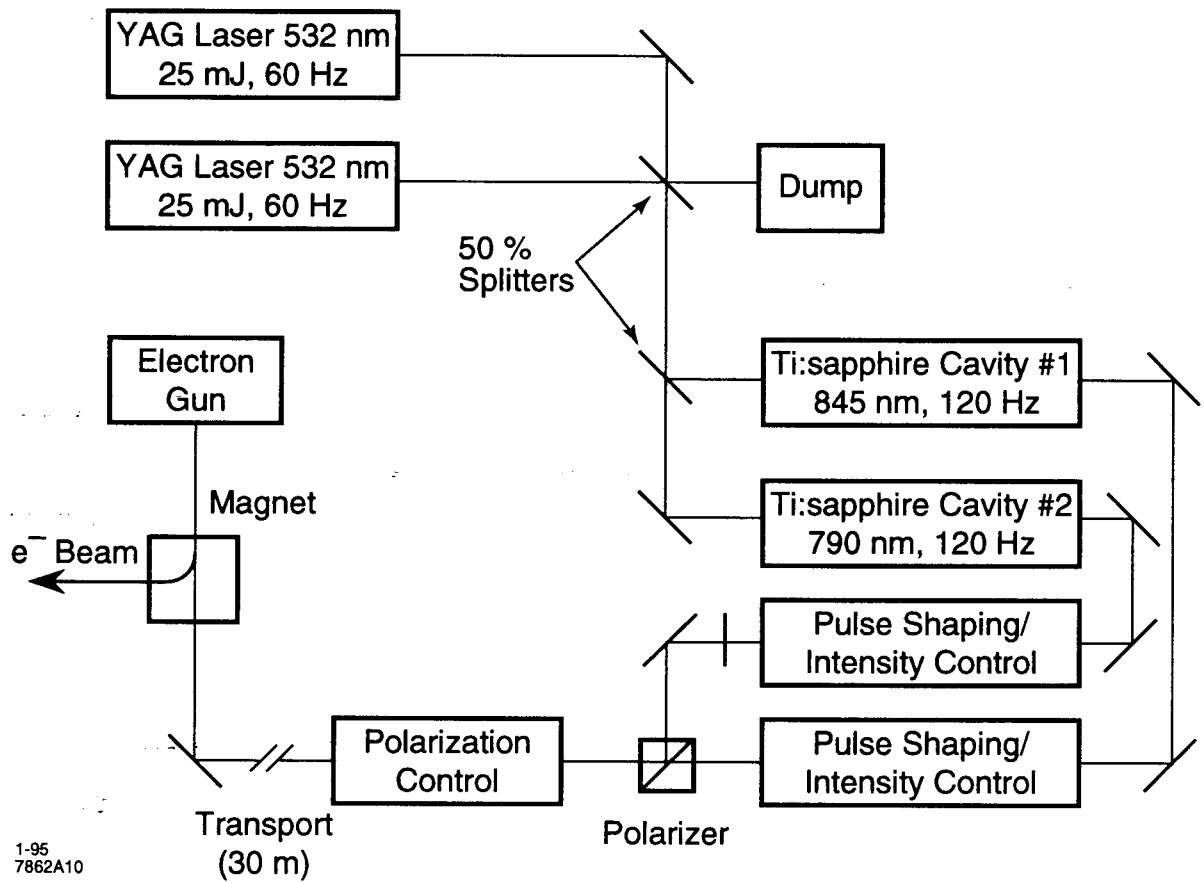 YAG Laser 532 nm
25 mJ, 60 Hz
YAG Laser 532 nm
25 mJ, 60 Hz
Dump
50 %
Splitters
Electron
Gun
Ti:sapphire Cavity #1
845 nm, 120 Hz
Magnet
Ti:sapphire Cavity #2
790 nm, 120 Hz
e− Beam
Pulse Shaping/
Intensity Control
Polarization
Control
Pulse Shaping/
Intensity Control
Transport
(30 m)
Polarizer
1-95
7862A10